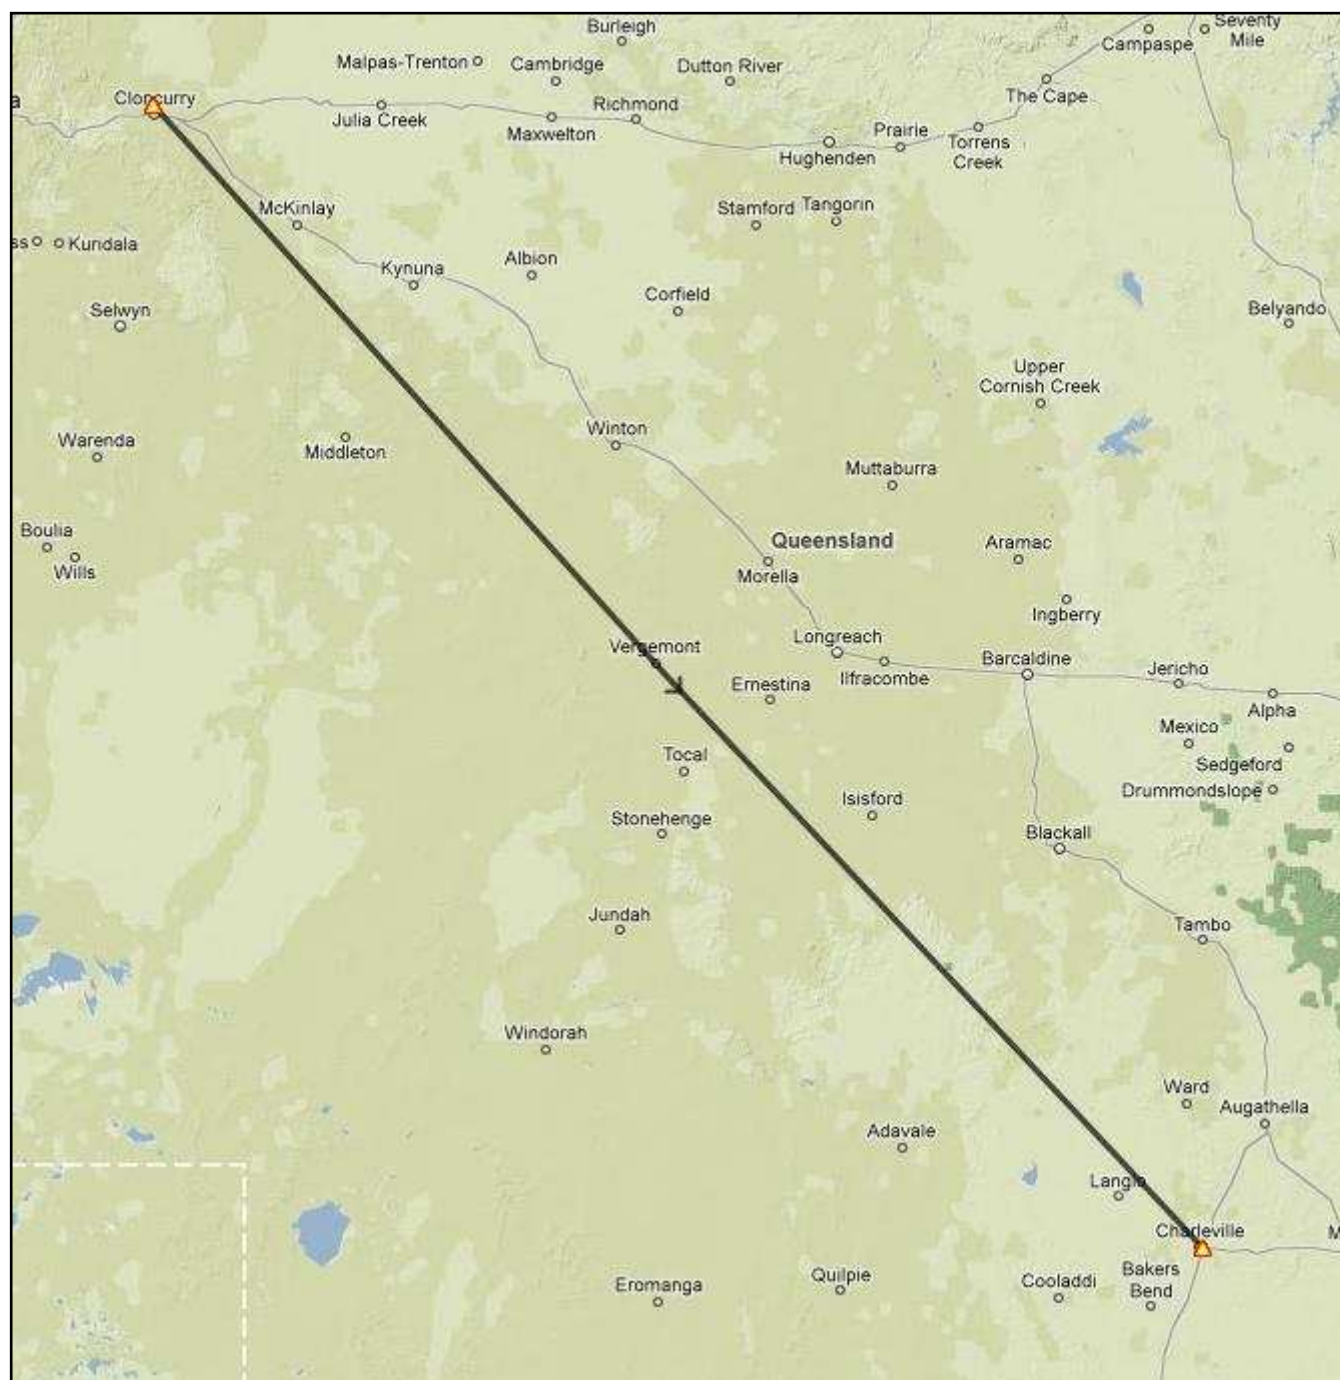 Burleigh
Seventy
Mile
Campaspe
Malpas-Trenton
Cambridge
Dutton River
Cloncurry
a
The Cape
Richmond
Julia Creek
Maxwelton
Prairie
Torrens
Creek
Hughenden
McKinlay
Stamford
Tangorin
ss
Kundala
Kynuna
Albion
Corfield
Selwyn
Belyando
Upper
Cornish Creek
Winton
Warenda
Middleton
Muttaburra
Boulia
Queensland
Aramac
Wills
Morella
Ingberry
Longreach
Vergemont
Barcaldine
Jericho
Ernestina
Ilfracombe
Alpha
Mexico
Tocal
Sedgeford
Drummondslope
Isisford
Stonehenge
Blackall
Jundah
Tambo
Windorah
Ward
Augathella
Adavale
Langlo
Charleville
M
Bakers
Bend
Quilpie
Cooladdi
Eromanga